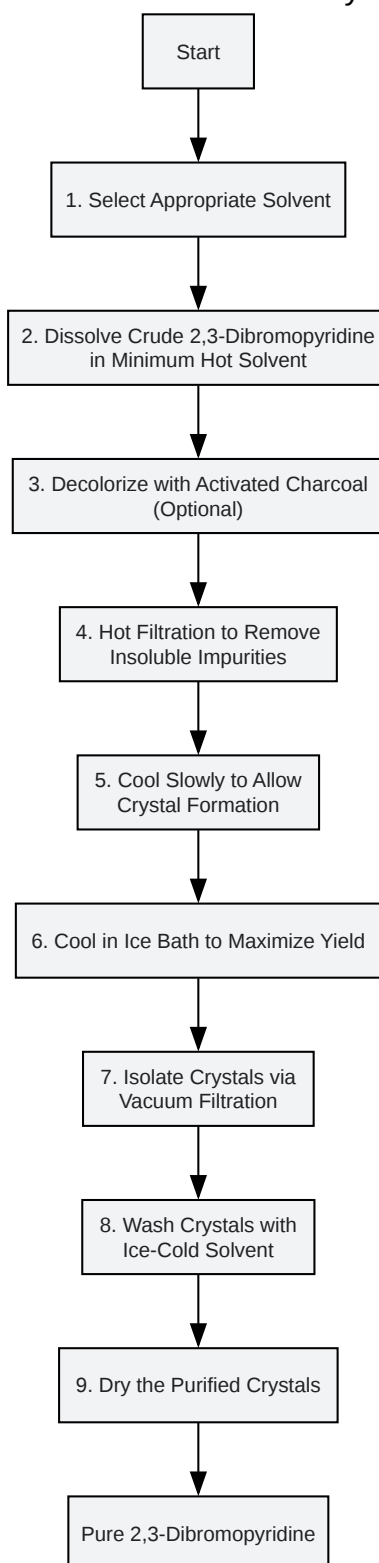 Start
1. Select Appropriate Solvent
2. Dissolve Crude 2,3-Dibromopyridine
in Minimum Hot Solvent
3. Decolorize with Activated Charcoal
(Optional)
4. Hot Filtration to Remove
Insoluble Impurities
5. Cool Slowly to Allow
Crystal Formation
6. Cool in Ice Bath to Maximize Yield
7. Isolate Crystals via
Vacuum Filtration
8. Wash Crystals with
Ice-Cold Solvent
9. Dry the Purified Crystals
Pure 2,3-Dibromopyridine